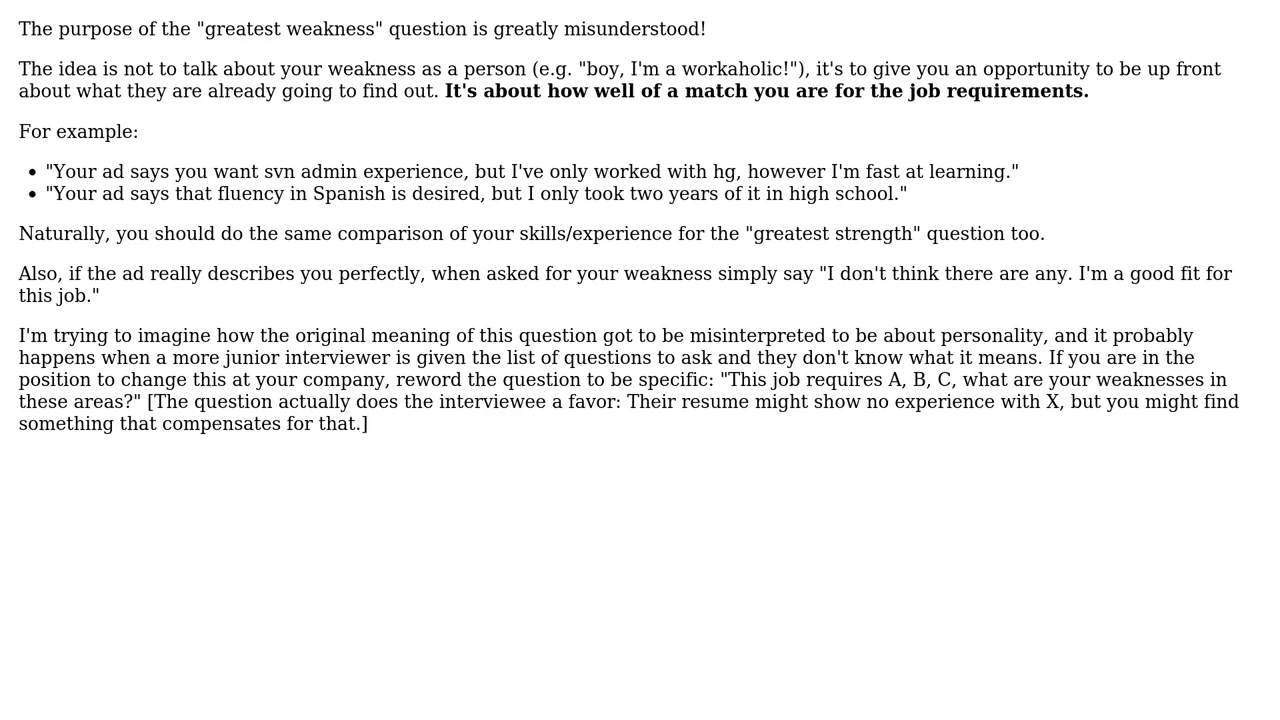 The purpose of the "greatest weakness" question is greatly misunderstood!
The idea is not to talk about your weakness as a person (e.g. "boy, I'm a workaholic!"), it's to give you an opportunity to be up front
about what they are already going to find out. It's about how well of a match you are for the job requirements.
For example:
• "Your ad says you want svn admin experience, but I've only worked with hg, however I'm fast at learning."
• "Your ad says that fluency in Spanish is desired, but I only took two years of it in high school."
Naturally, you should do the same comparison of your skills/experience for the "greatest strength" question too.
Also, if the ad really describes you perfectly, when asked for your weakness simply say "I don't think there are any. I'm a good fit for
this job."
I'm trying to imagine how the original meaning of this question got to be misinterpreted to be about personality, and it probably
happens when a more junior interviewer is given the list of questions to ask and they don't know what it means. If you are in the
position to change this at your company, reword the question to be specific: "This job requires A, B, C, what are your weaknesses in
these areas?" [The question actually does the interviewee a favor: Their resume might show no experience with X, but you might find
something that compensates for that.]